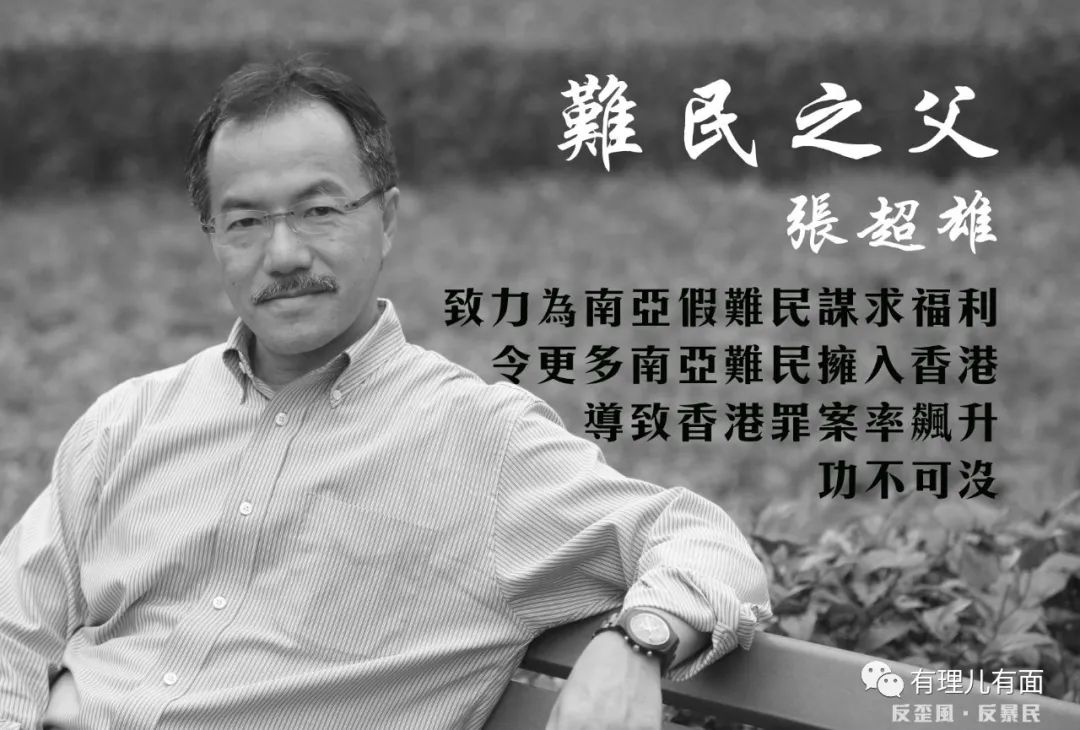 難民之父
張超雄
致力為南亞假難民謀求福利
令更多南亞難民擁入香港
導致香港罪案率飆升
功不可沒
有理儿有面
反歪風·反暴民